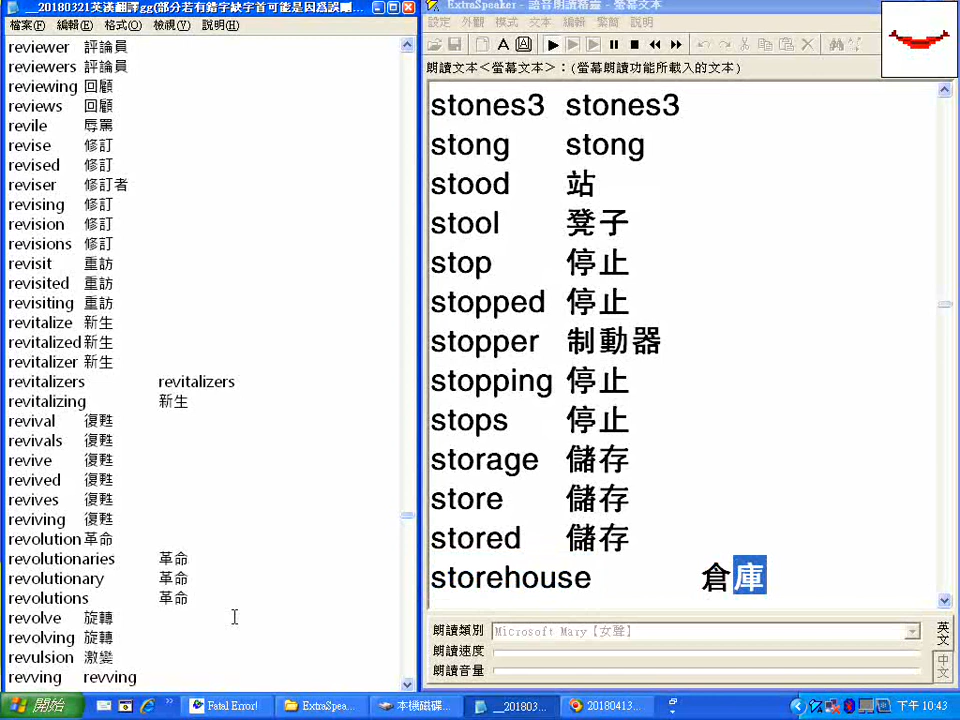 __20180321英漢翻譯gg(部分若有錯字缺字首可能是因為誤刪...
檔案(F) 編輯(E) 格式(O) 檢視(V) 說明(H)
reviewer 評論員
reviewers 評論員
reviewing 回顧
reviews 回顧
revile 辱罵
revise 修訂
revised 修訂
reviser 修訂者
revising 修訂
revision 修訂
revisions 修訂
revisit 重訪
revisited 重訪
revisiting 重訪
revitalize 新生
revitalized 新生
revitalizer 新生
revitalizers revitalizers
revitalizing 新生
revival 復甦
revivals 復甦
revive 復甦
revived 復甦
revives 復甦
reviving 復甦
revolution 革命
revolutionaries 革命
revolutionary 革命
revolutions 革命
revolve 旋轉
revolving 旋轉
revulsion 激變
revving revving
ExtraSpeaker - 語音朗讀精靈 - 螢幕文本
設定 外觀 模式 文本 編輯 繁簡 說明
朗讀文本<螢幕文本>：(螢幕朗讀功能所載入的文本)
stones3 stones3
stong stong
stood 站
stool 凳子
stop 停止
stopped 停止
stopper 制動器
stopping 停止
stops 停止
storage 儲存
store 儲存
stored 儲存
storehouse 倉庫
朗讀類別 Microsoft Mary【女聲】
朗讀速度
朗讀音量
英文
中文
開始 Fatal Error! ExtraSpea... 本機磁碟... __201803... 20180413... 下午 10:43